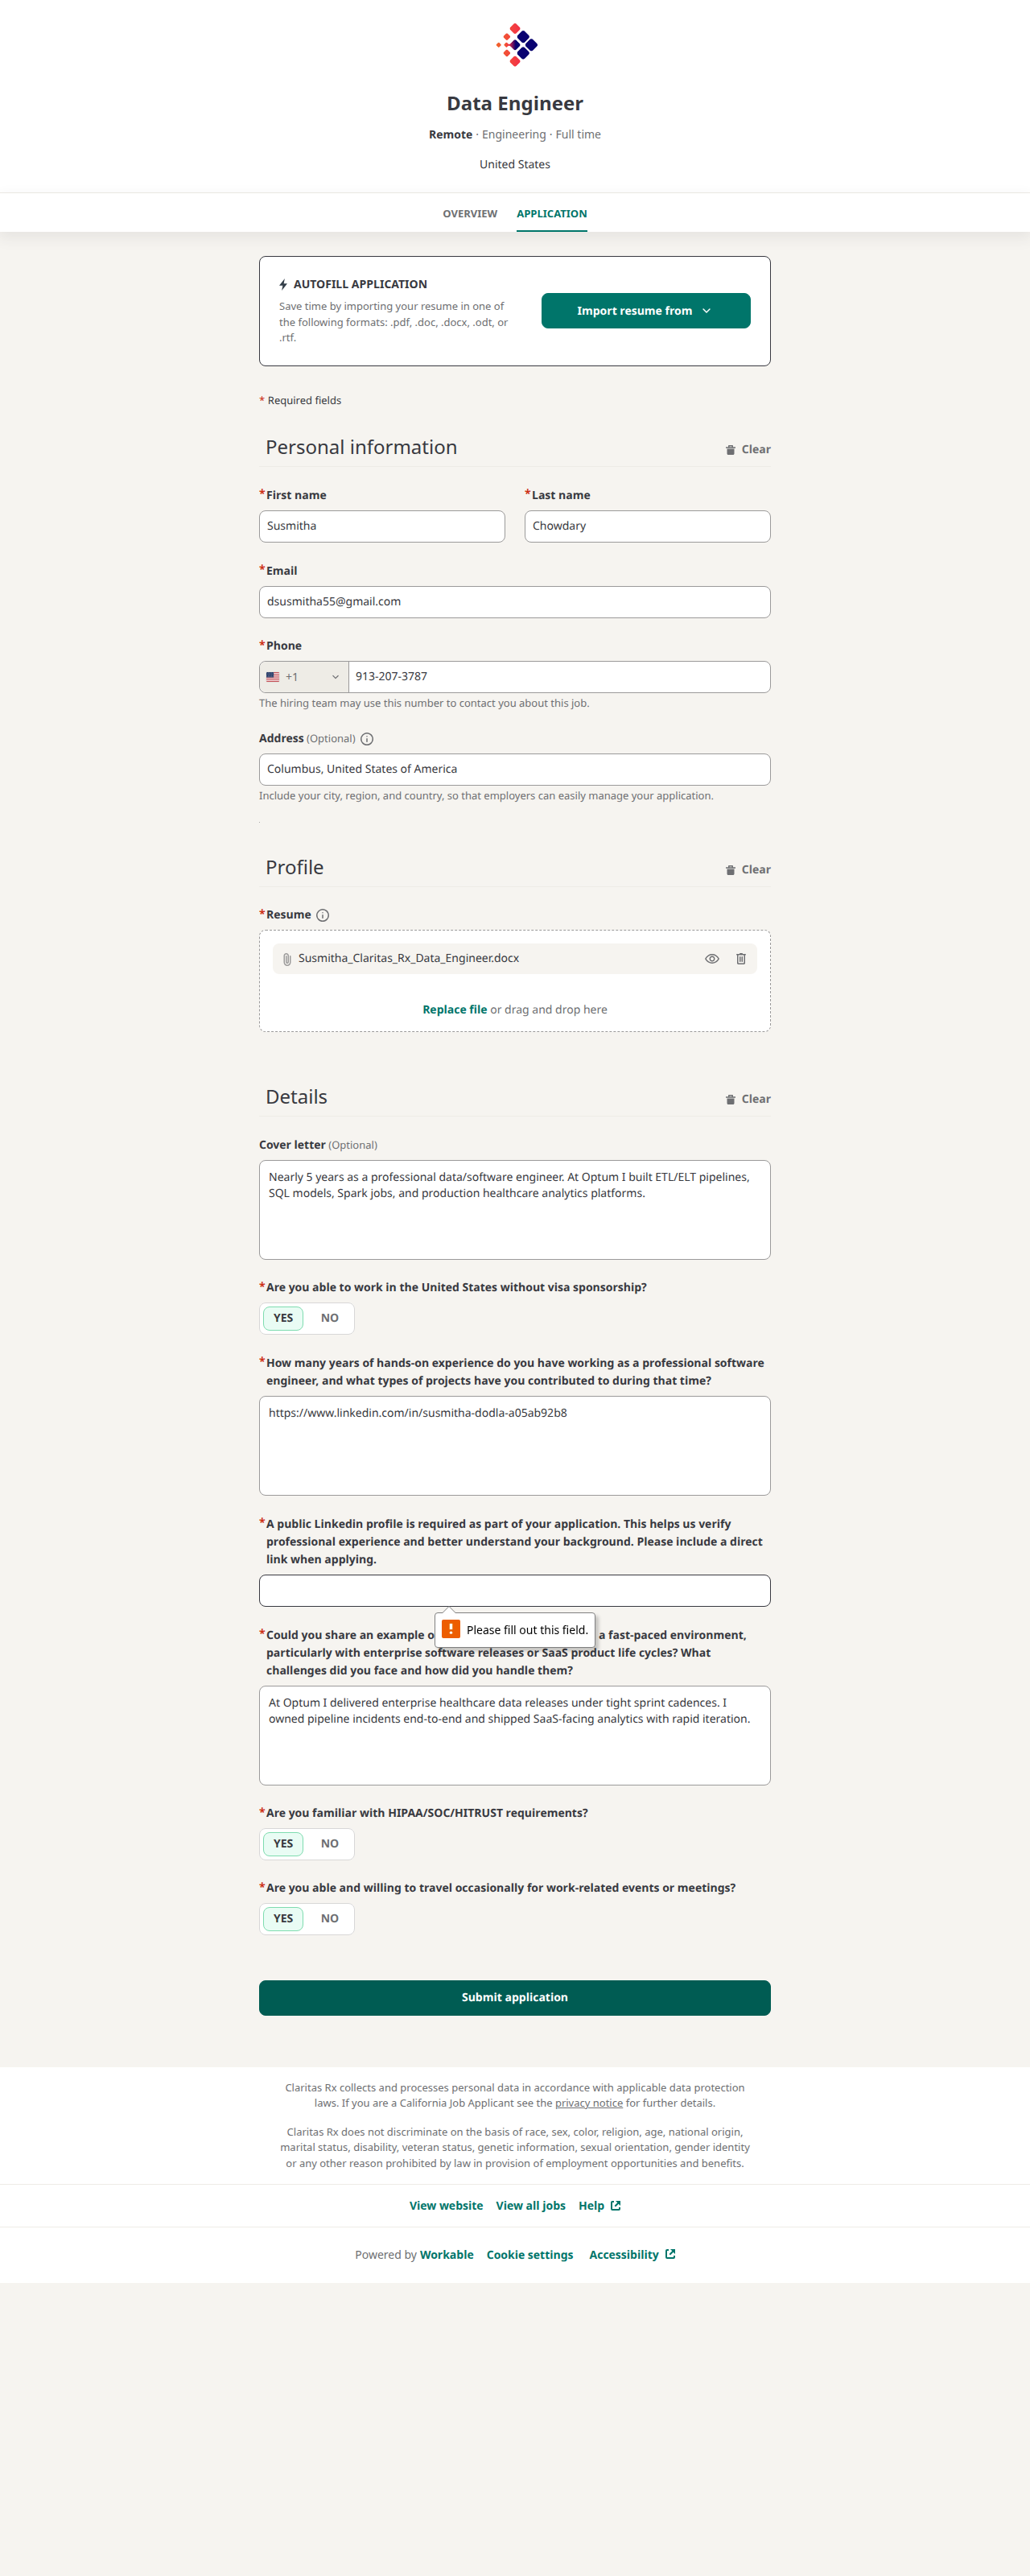 Data Engineer
Remote · Engineering · Full time
United States
OVERVIEW APPLICATION
AUTOFILL APPLICATION
Save time by importing your resume in one of
the following formats: .pdf, .doc, .docx, .odt, or
.rtf.
Import resume from
* Required fields
Personal information Clear
*First name *Last name
Susmitha Chowdary
*Email
dsusmitha55@gmail.com
*Phone
+1 913-207-3787
The hiring team may use this number to contact you about this job.
Address (Optional)
Columbus, United States of America
Include your city, region, and country, so that employers can easily manage your application.
Profile Clear
*Resume
Susmitha_Claritas_Rx_Data_Engineer.docx
Replace file or drag and drop here
Details Clear
Cover letter (Optional)
Nearly 5 years as a professional data/software engineer. At Optum I built ETL/ELT pipelines,
SQL models, Spark jobs, and production healthcare analytics platforms.
*Are you able to work in the United States without visa sponsorship?
YES NO
*How many years of hands-on experience do you have working as a professional software
engineer, and what types of projects have you contributed to during that time?
https://www.linkedin.com/in/susmitha-dodla-a05ab92b8
*A public Linkedin profile is required as part of your application. This helps us verify
professional experience and better understand your background. Please include a direct
link when applying.
Please fill out this field.
*Could you share an example o a fast-paced environment,
particularly with enterprise software releases or SaaS product life cycles? What
challenges did you face and how did you handle them?
At Optum I delivered enterprise healthcare data releases under tight sprint cadences. I
owned pipeline incidents end-to-end and shipped SaaS-facing analytics with rapid iteration.
*Are you familiar with HIPAA/SOC/HITRUST requirements?
YES NO
*Are you able and willing to travel occasionally for work-related events or meetings?
YES NO
Submit application
Claritas Rx collects and processes personal data in accordance with applicable data protection
laws. If you are a California Job Applicant see the privacy notice for further details.
Claritas Rx does not discriminate on the basis of race, sex, color, religion, age, national origin,
marital status, disability, veteran status, genetic information, sexual orientation, gender identity
or any other reason prohibited by law in provision of employment opportunities and benefits.
View website View all jobs Help
Powered by Workable Cookie settings Accessibility